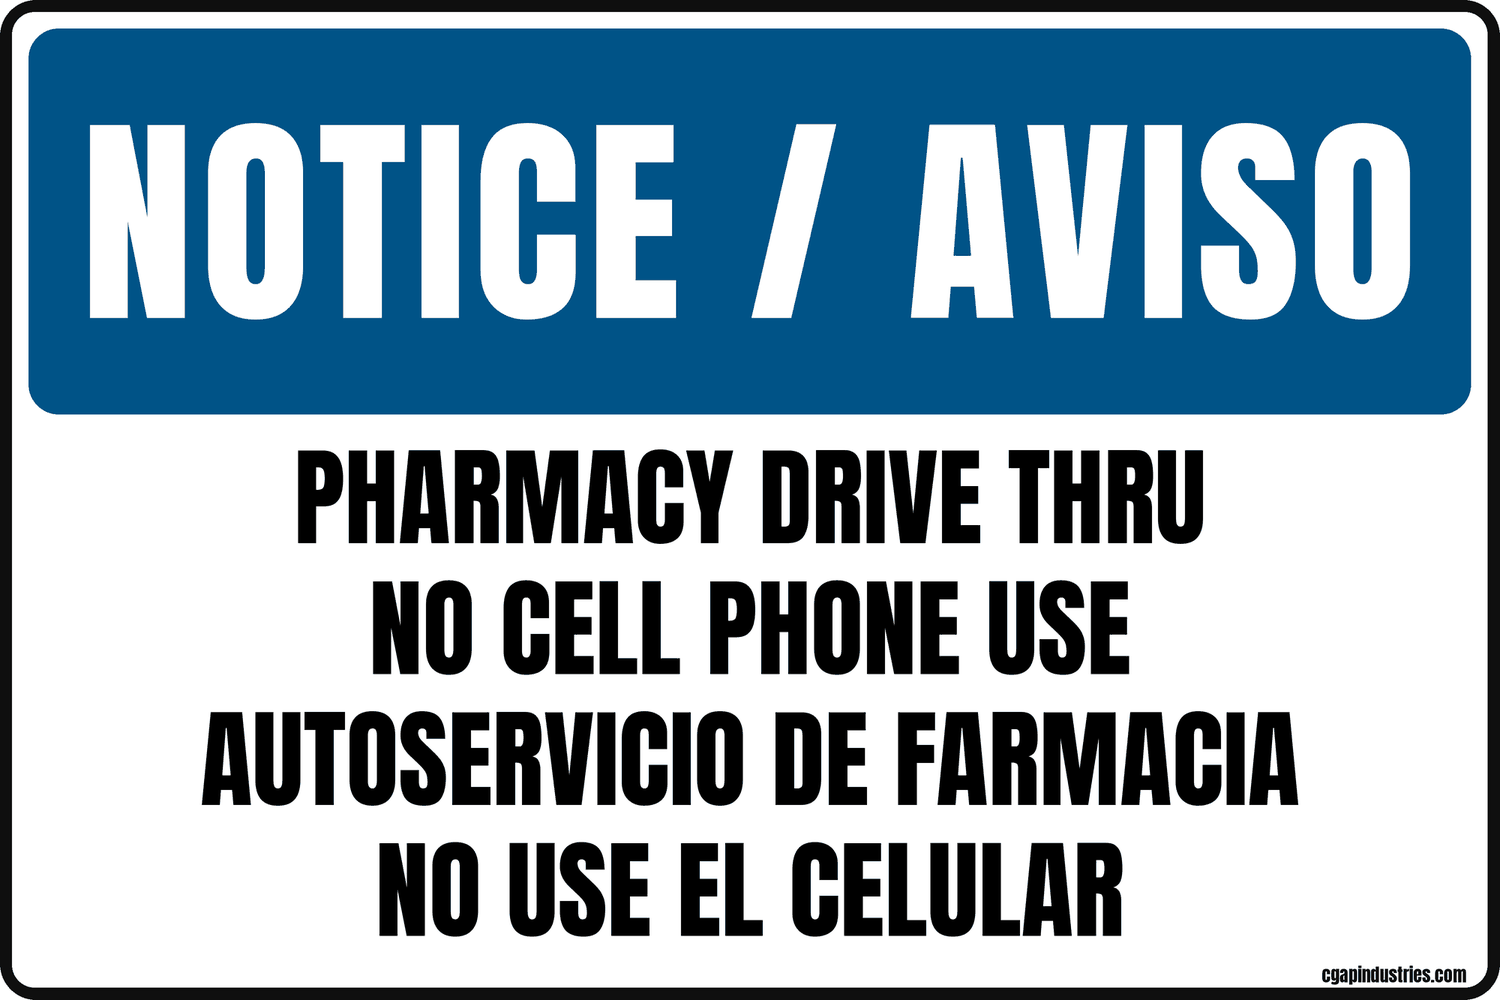 NOTICE / AVISO
PHARMACY DRIVE THRU
NO CELL PHONE USE
AUTOSERVICIO DE FARMACIA
NO USE EL CELULAR
cgapindustries.com